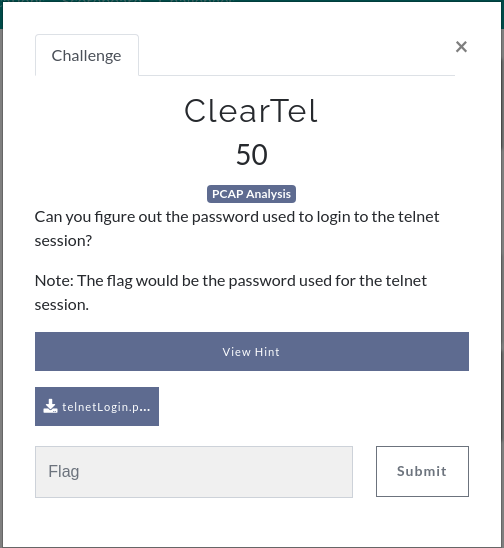 Challenge
×
ClearTel
50
PCAP Analysis
Can you figure out the password used to login to the telnet
session?
Note: The flag would be the password used for the telnet
session.
View Hint
telnetLogin.p...
Flag
Submit